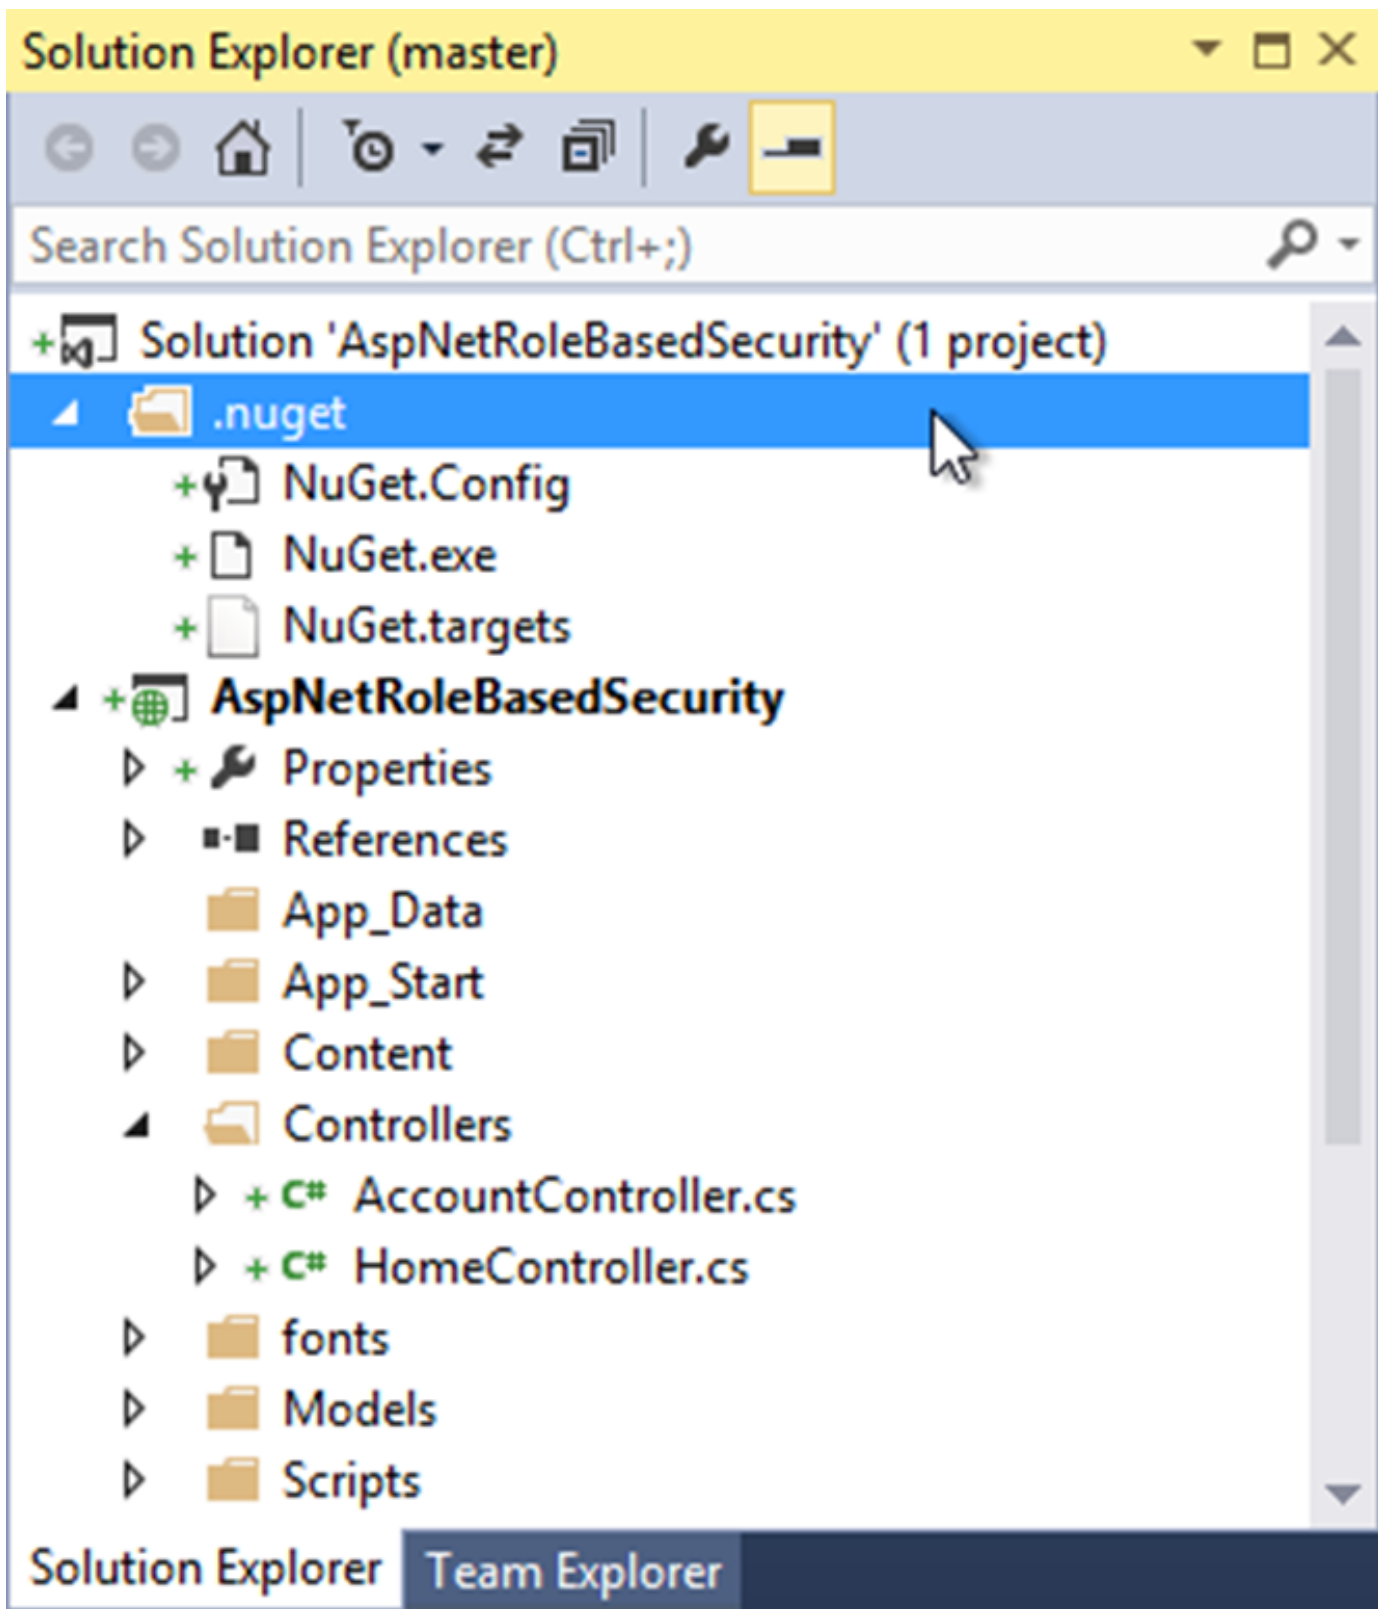 Solution Explorer (master)
Search Solution Explorer (Ctrl+;)
Solution 'AspNetRoleBasedSecurity' (1 project)
.nuget
NuGet.Config
NuGet.exe
NuGet.targets
AspNetRoleBasedSecurity
Properties
References
App_Data
App_Start
Content
Controllers
C# AccountController.cs
C# HomeController.cs
fonts
Models
Scripts
Solution Explorer Team Explorer